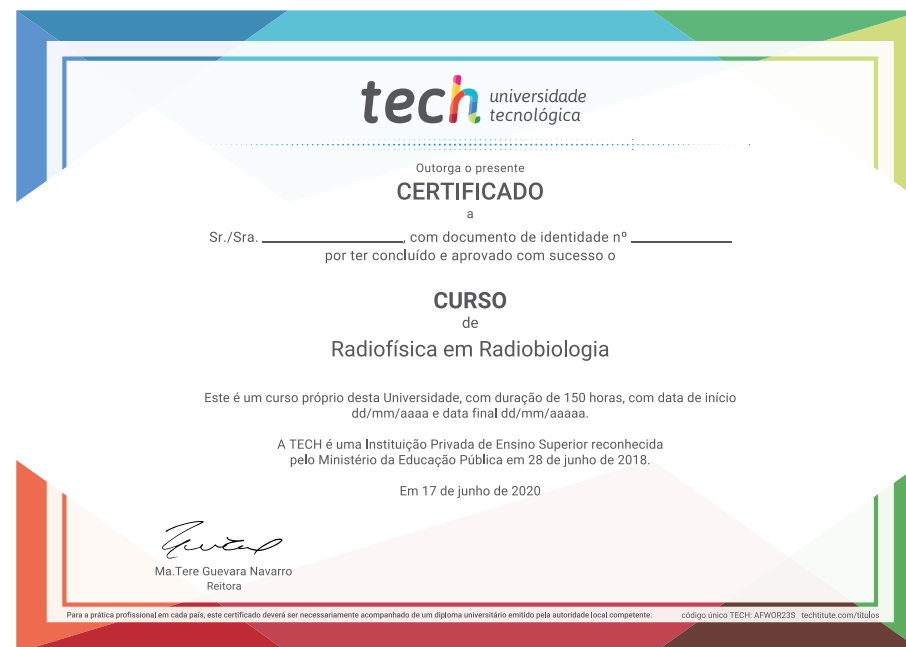 tech universidade
tecnológica
Outorga o presente
CERTIFICADO
a
Sr./Sra. ____________, com documento de identidade nº ____________
por ter concluído e aprovado com sucesso o
CURSO
de
Radiofísica em Radiobiologia
Este é um curso próprio desta Universidade, com duração de 150 horas, com data de início
dd/mm/aaaa e data final dd/mm/aaaaa.
A TECH é uma Instituição Privada de Ensino Superior reconhecida
pelo Ministério da Educação Pública em 28 de junho de 2018.
Em 17 de junho de 2020
Ma.Tere Guevara Navarro
Reitora
Para a prática profissional em cada país, este certificado deverá ser necessariamente acompanhado de um diploma universitário emitido pela autoridade local competente. código único TECH: AFWOR23S techtitute.com/titulos